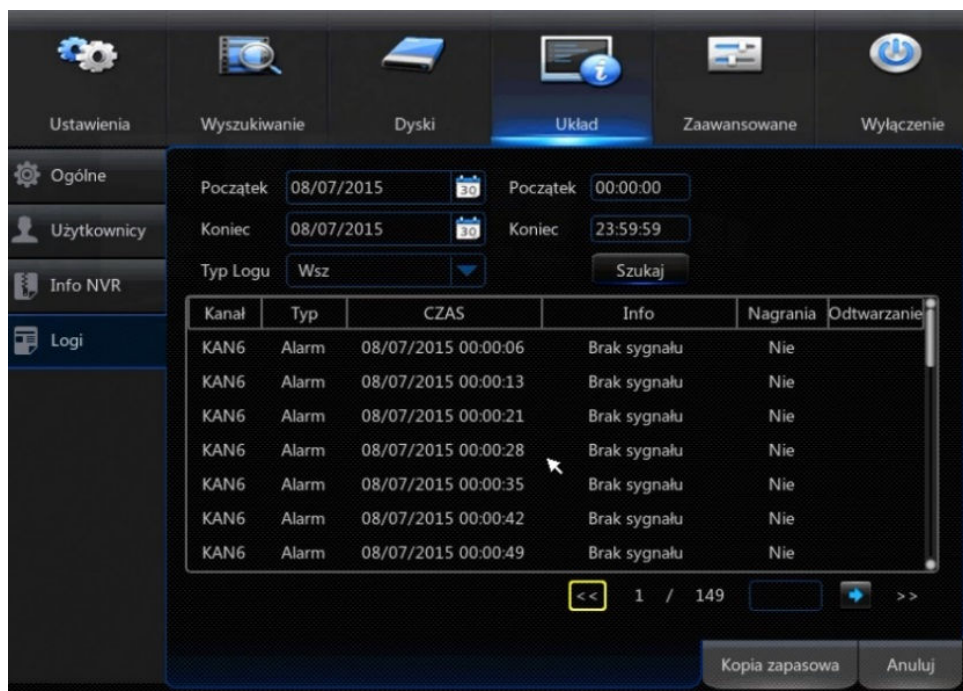 Ustawienia Wyszukiwanie Dyski Układ Zaawansowane Wyłączenie
Ogólne
Użytkownicy
Info NVR
Logi
Początek 08/07/2015 30 Początek 00:00:00
Koniec 08/07/2015 30 Koniec 23:59:59
Typ Logu Wsz Szukaj
Kanał Typ CZAS Info Nagrania Odtwarzanie
KAN6 Alarm 08/07/2015 00:00:06 Brak sygnału Nie
KAN6 Alarm 08/07/2015 00:00:13 Brak sygnału Nie
KAN6 Alarm 08/07/2015 00:00:21 Brak sygnału Nie
KAN6 Alarm 08/07/2015 00:00:28 Brak sygnału Nie
KAN6 Alarm 08/07/2015 00:00:35 Brak sygnału Nie
KAN6 Alarm 08/07/2015 00:00:42 Brak sygnału Nie
KAN6 Alarm 08/07/2015 00:00:49 Brak sygnału Nie
<< 1 / 149 >>
Kopia zapasowa Anuluj